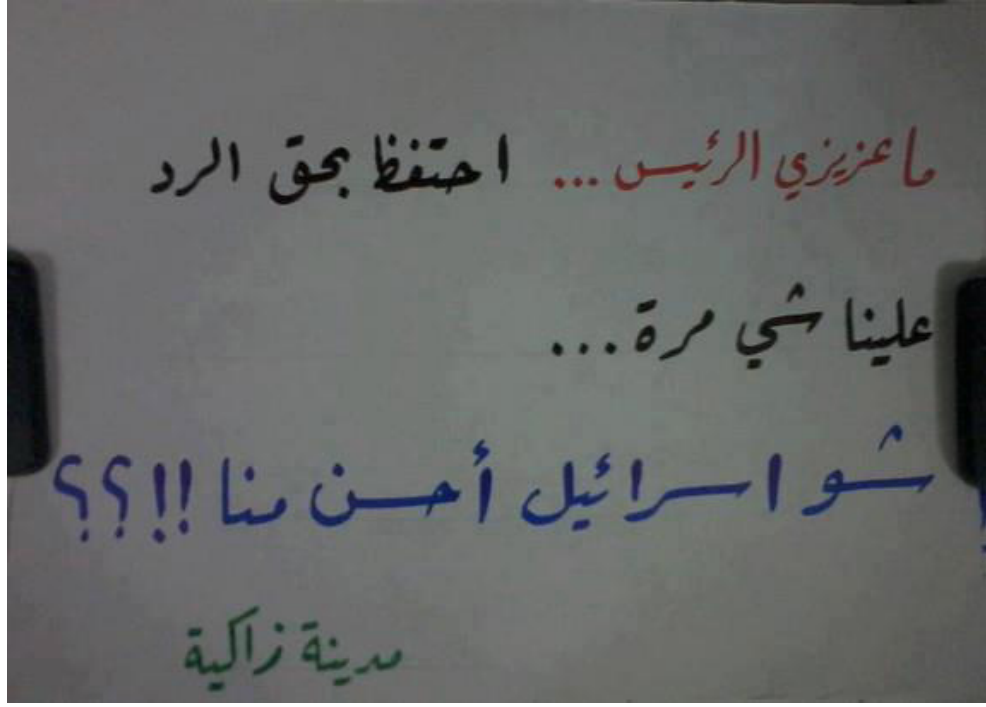 ما عزيزي الرئيس... احتفظ بحق الرد
علينا شي مرة...
شو اسرائيل أحسن منا !!؟؟
مدينة زاكية